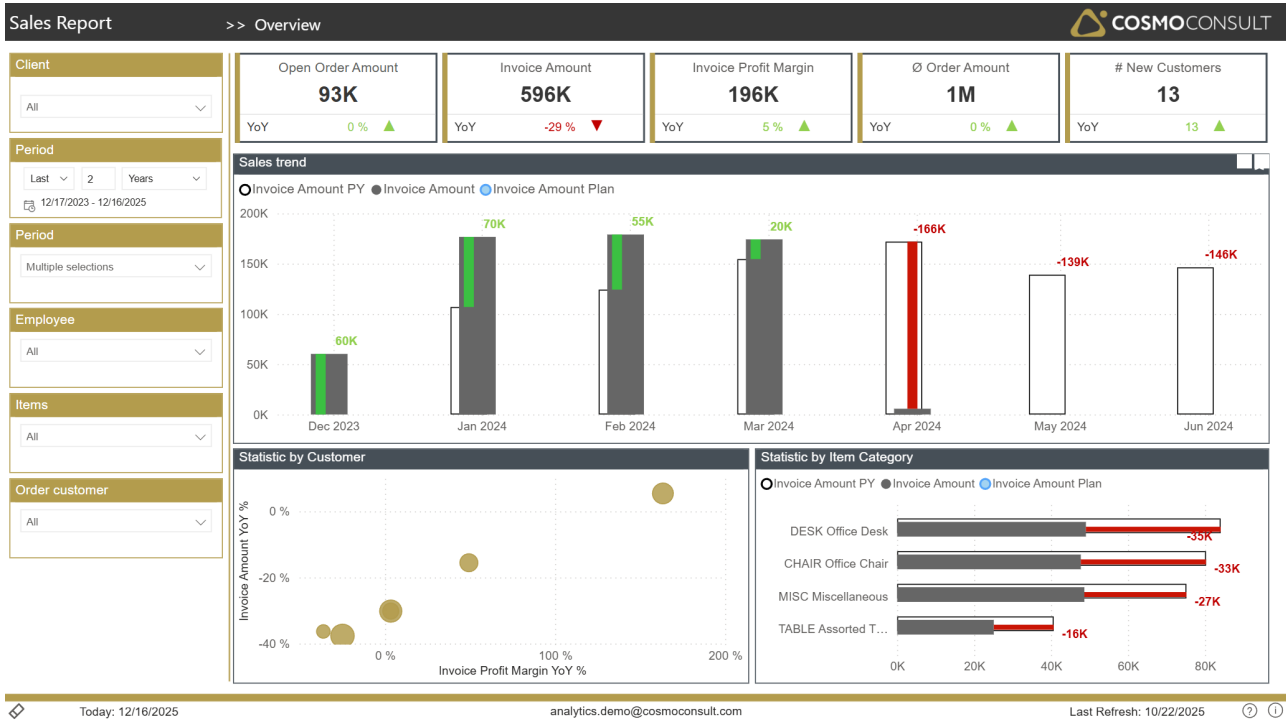 Sales Report
>> Overview
COSMOCONSULT
Client
All
Period
Last 2 Years
12/17/2023 - 12/16/2025
Period
Multiple selections
Employee
All
Items
All
Order customer
All
Open Order Amount
93K
YoY 0 %
Invoice Amount
596K
YoY -29 %
Invoice Profit Margin
196K
YoY 5 %
Ø Order Amount
1M
YoY 0 %
# New Customers
13
YoY 13
Sales trend
Invoice Amount PY Invoice Amount Invoice Amount Plan
200K
150K
100K
50K
0K
60K
70K
55K
20K
-166K
-139K
-146K
Dec 2023 Jan 2024 Feb 2024 Mar 2024 Apr 2024 May 2024 Jun 2024
Statistic by Customer
Invoice Amount YoY %
0 %
-20 %
-40 %
0 % 100 % 200 %
Invoice Profit Margin YoY %
Statistic by Item Category
Invoice Amount PY Invoice Amount Invoice Amount Plan
DESK Office Desk -35K
CHAIR Office Chair -33K
MISC Miscellaneous -27K
TABLE Assorted T... -16K
0K 20K 40K 60K 80K
Today: 12/16/2025
analytics.demo@cosmoconsult.com
Last Refresh: 10/22/2025